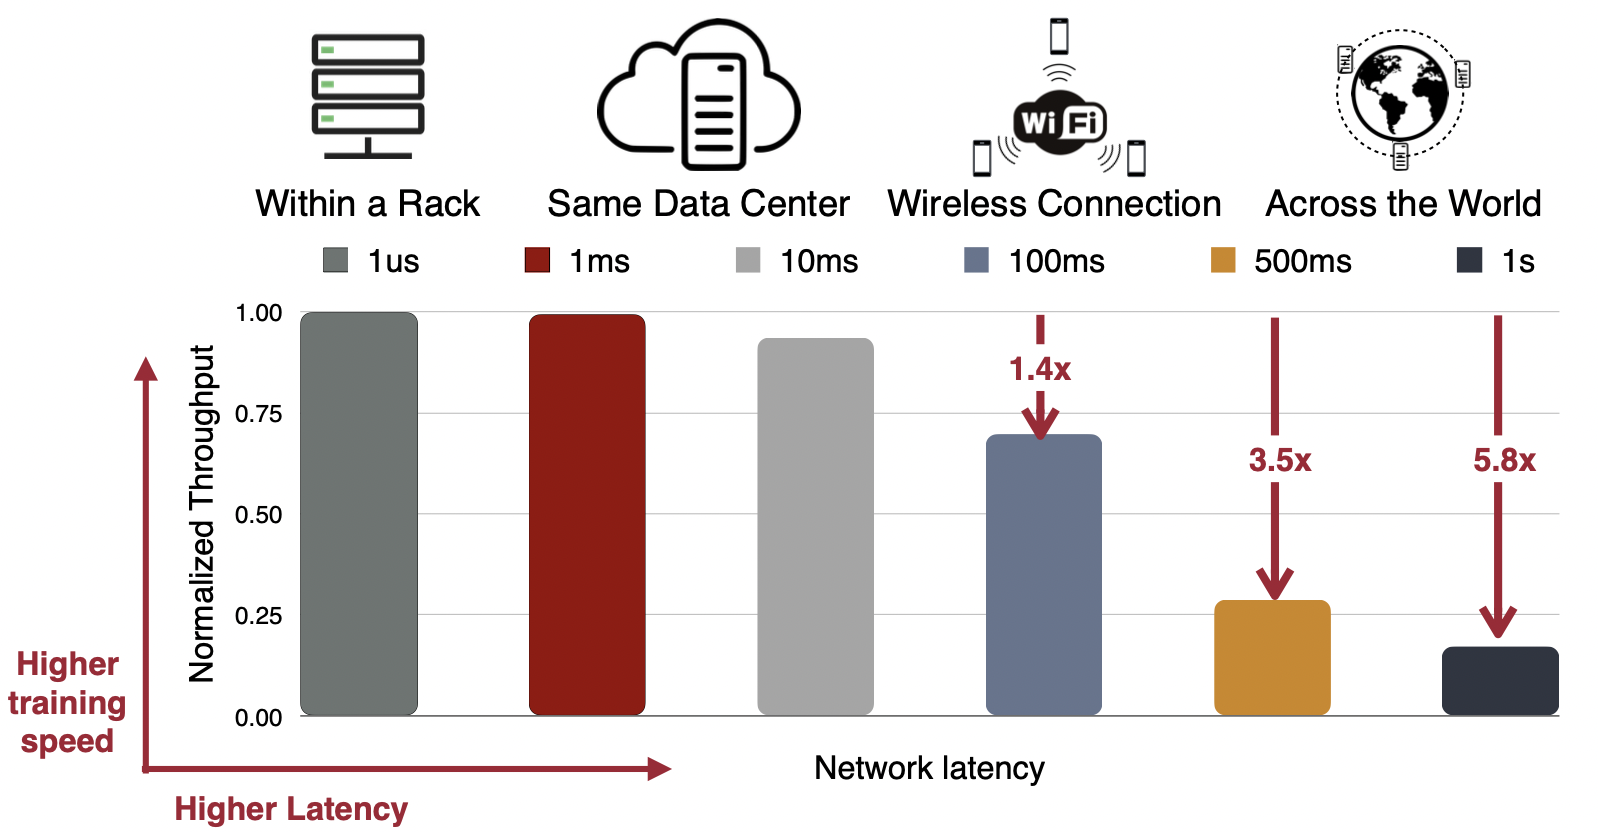 Wi Fi
Within a Rack
Same Data Center
Wireless Connection
Across the World
1us
1ms
10ms
100ms
500ms
1s
1.00
0.75
0.50
0.25
0.00
Normalized Throughput
1.4x
3.5x
5.8x
Higher
training
speed
Network latency
Higher Latency